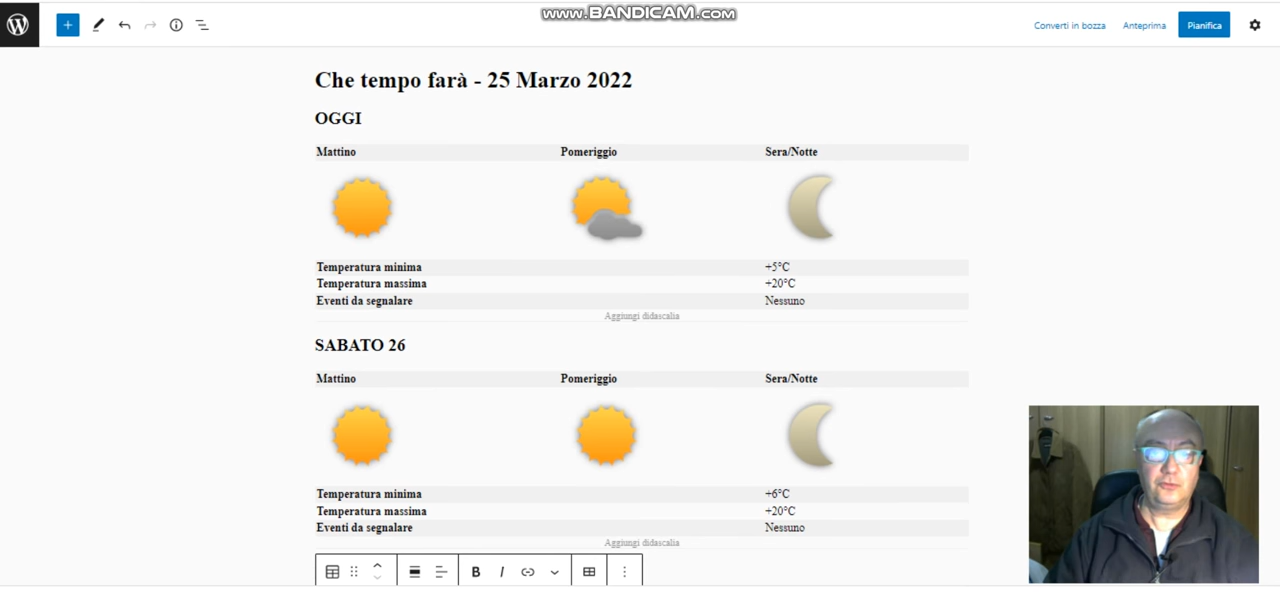 www.BANDICAM.com
Converti in bozza Anteprima Pianifica
Che tempo farà - 25 Marzo 2022
OGGI
Mattino Pomeriggio Sera/Notte
Temperatura minima +5°C
Temperatura massima +20°C
Eventi da segnalare Nessuno
Aggiungi didascalia
SABATO 26
Mattino Pomeriggio Sera/Notte
Temperatura minima +6°C
Temperatura massima +20°C
Eventi da segnalare Nessuno
Aggiungi didascalia
B I